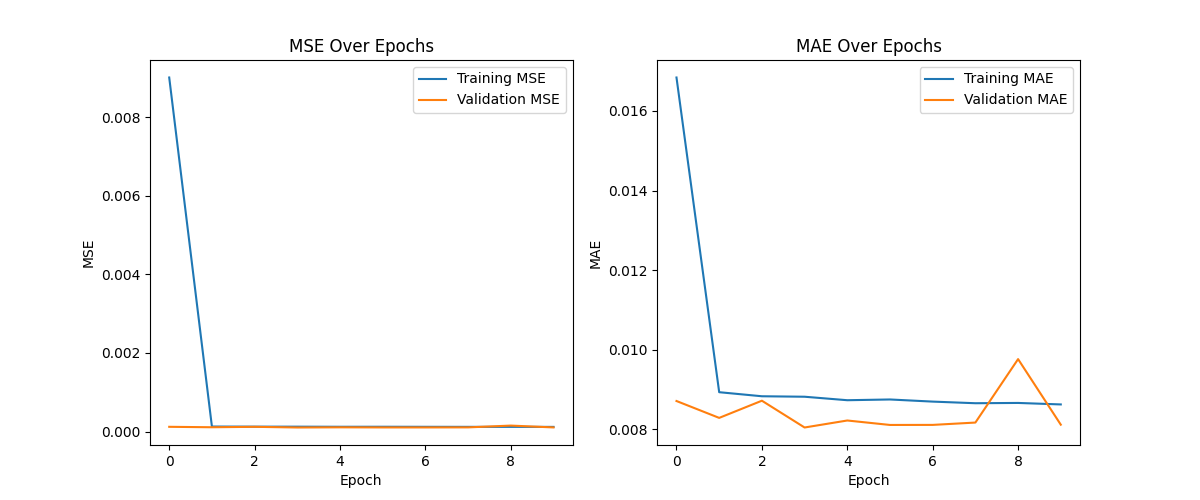 MSE Over Epochs
Training MSE
Validation MSE
0.008
0.006
0.004
0.002
0.000
MSE
0
2
4
6
8
Epoch
MAE Over Epochs
Training MAE
Validation MAE
0.016
0.014
0.012
0.010
0.008
MAE
0
2
4
6
8
Epoch